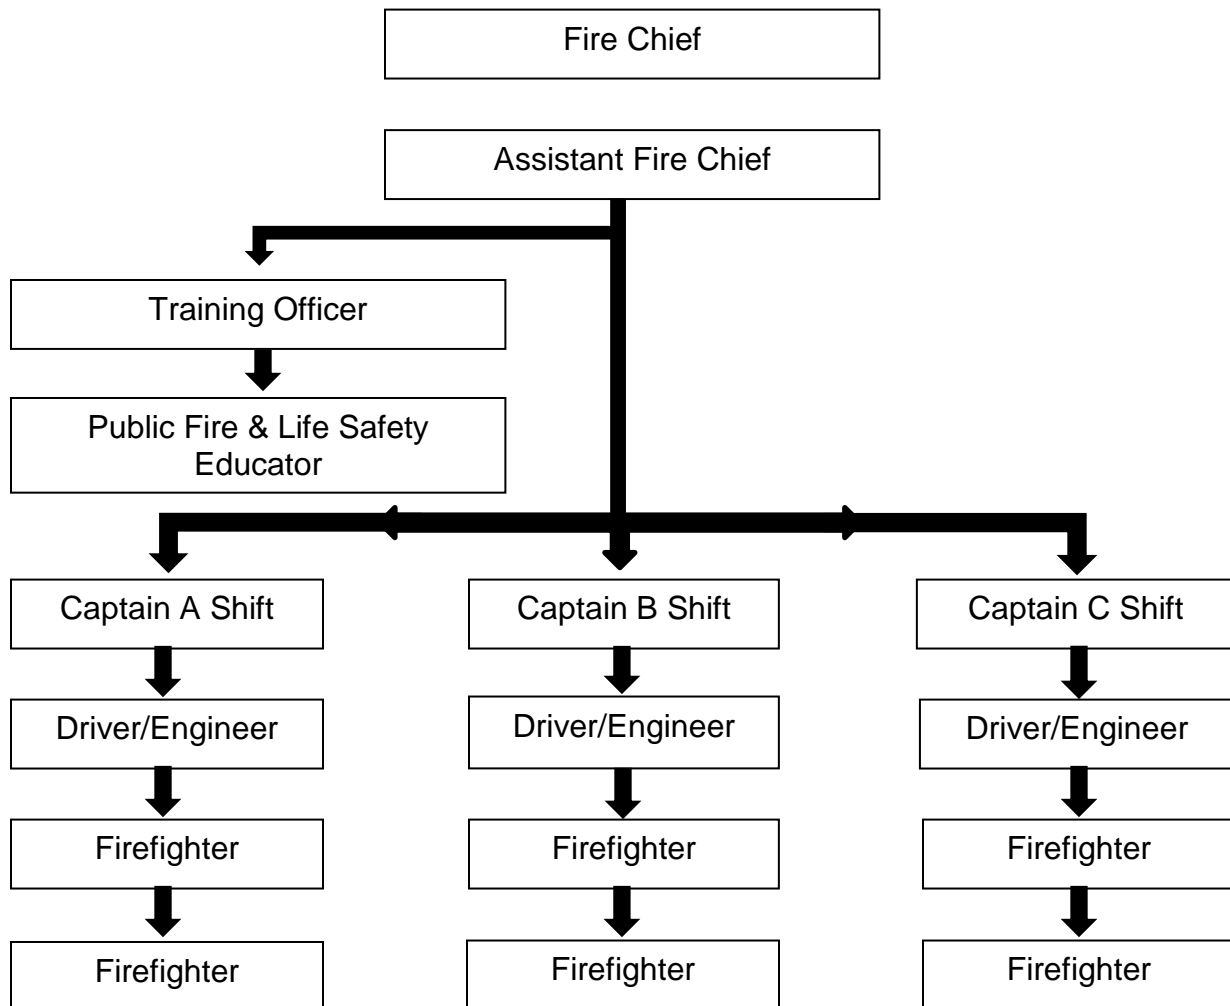 Fire Chief
Assistant Fire Chief
Training Officer
Public Fire & Life Safety
Educator
Captain A Shift
Captain B Shift
Captain C Shift
Driver/Engineer
Driver/Engineer
Driver/Engineer
Firefighter
Firefighter
Firefighter
Firefighter
Firefighter
Firefighter